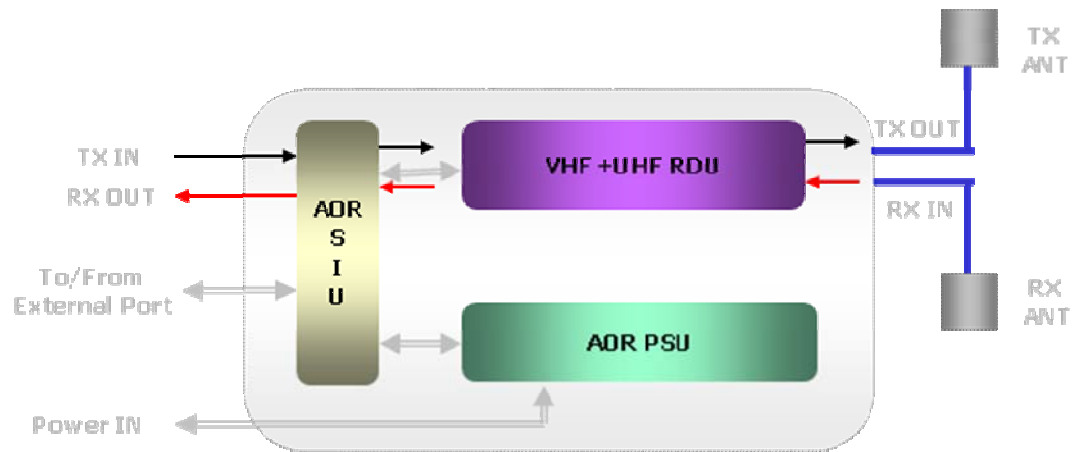 TX
ANT
TX IN
RX OUT
TX OUT
VHF +UHF RDU
RX IN
AOR
S
I
U
To/From
External Port
RX
ANT
AOR PSU
Power IN